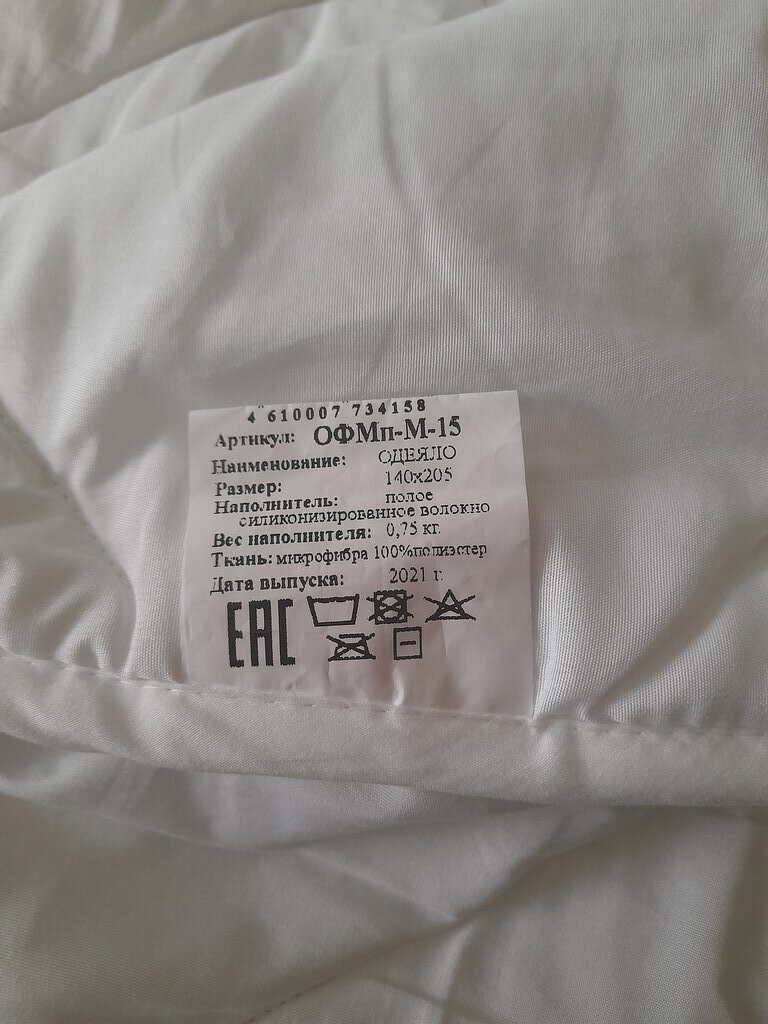 4 610007 734158
Артикул: ОФМп-М-15
Наименование: ОДЕЯЛО
Размер: 140х205
Наполнитель: полое
силиконизированное волокно
Вес наполнителя: 0,75 кг.
Ткань: микрофибра 100%полиэстер
Дата выпуска: 2021 г.
EAC